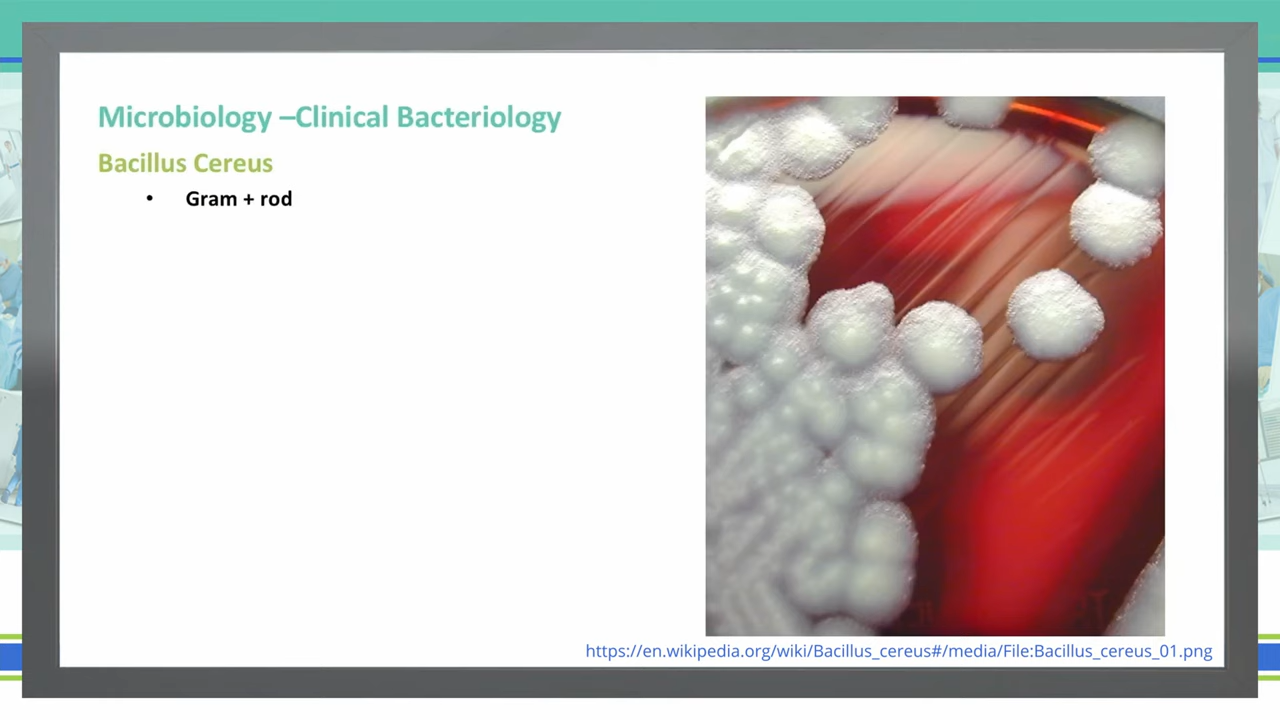 Microbiology –Clinical Bacteriology
Bacillus Cereus
• Gram + rod
https://en.wikipedia.org/wiki/Bacillus_cereus#/media/File:Bacillus_cereus_01.png